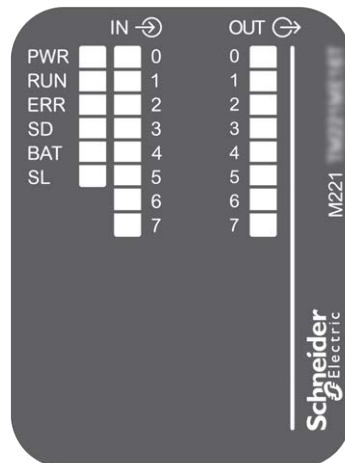 IN OUT
PWR 0 0
RUN 1 1
ERR 2 2
SD 3 3
BAT 4 4
SL 5 5
6 6
7 7
M221
Schneider
Electric